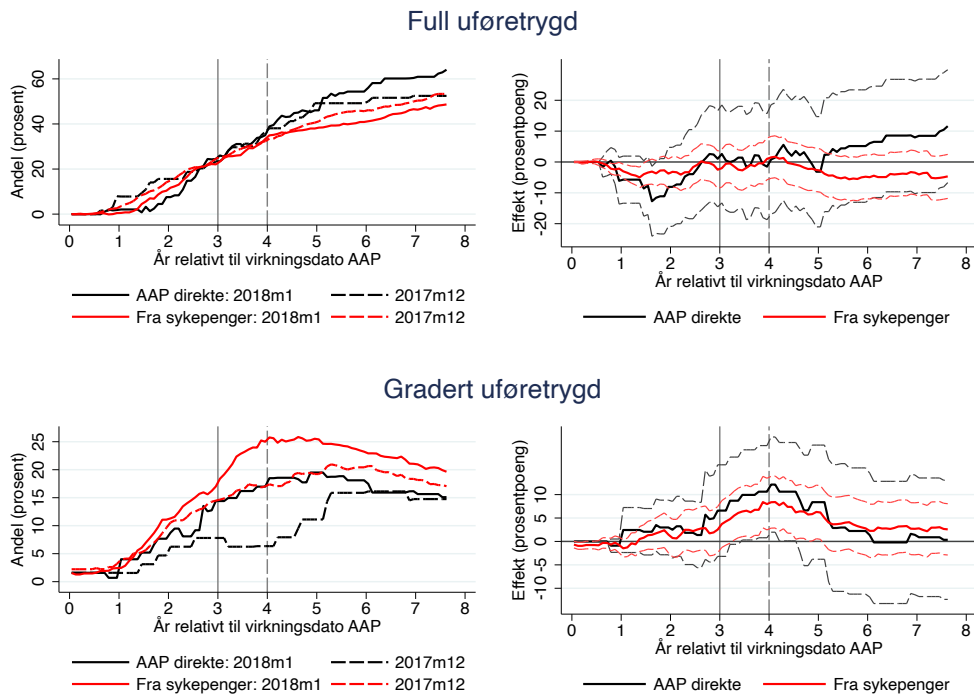 Full uføretrygd
Andel (prosent)
60
40
20
0
0 1 2 3 4 5 6 7 8
År relativt til virkningsdato AAP
AAP direkte: 2018m1 2017m12
Fra sykepenger: 2018m1 2017m12
Effekt (prosentpoeng)
20
10
0
-10
-20
0 1 2 3 4 5 6 7 8
År relativt til virkningsdato AAP
AAP direkte Fra sykepenger
Gradert uføretrygd
Andel (prosent)
25
20
15
10
5
0
0 1 2 3 4 5 6 7 8
År relativt til virkningsdato AAP
AAP direkte: 2018m1 2017m12
Fra sykepenger: 2018m1 2017m12
Effekt (prosentpoeng)
10
5
0
-5
-10
0 1 2 3 4 5 6 7 8
År relativt til virkningsdato AAP
AAP direkte Fra sykepenger